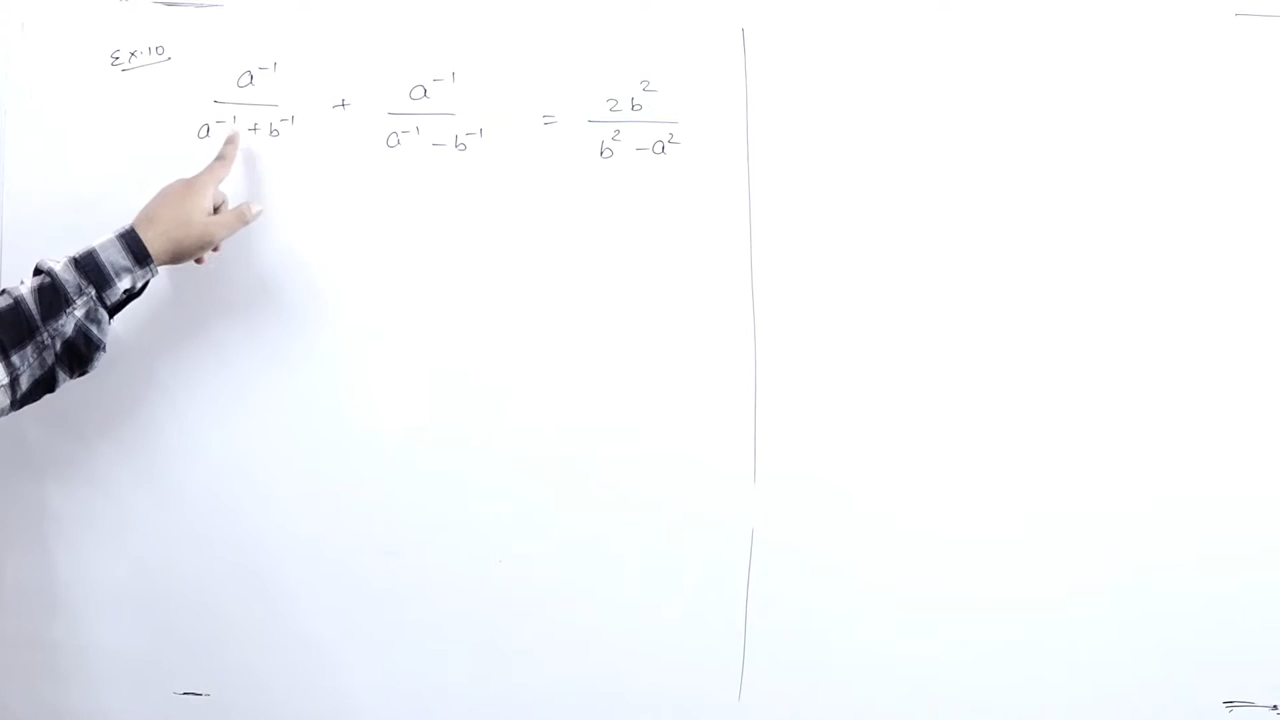 Ex.10
a⁻¹/(a⁻¹ + b⁻¹) + a⁻¹/(a⁻¹ − b⁻¹) = 2b²/(b² − a²)